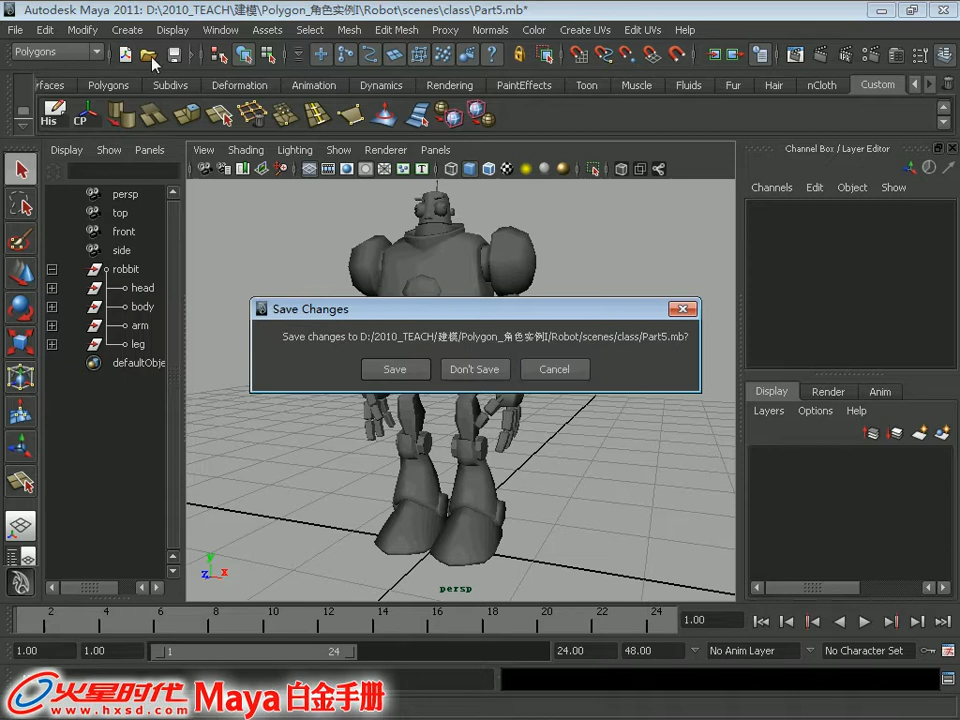 Autodesk Maya 2011: D:\2010_TEACH\建模\Polygon_角色实例I\Robot\scenes\class\Part5.mb*
File Edit Modify Create Display Window Assets Select Mesh Edit Mesh Proxy Normals Color Create UVs Edit UVs Help
Polygons
rfaces Polygons Subdivs Deformation Animation Dynamics Rendering PaintEffects Toon Muscle Fluids Fur Hair nCloth Custom
His CP
Display Show Panels
View Shading Lighting Show Renderer Panels
Channel Box / Layer Editor
Channels Edit Object Show
persp
top
front
side
robbit
head
body
arm
leg
defaultObje
Save Changes
Save changes to D:/2010_TEACH/建模/Polygon_角色实例I/Robot/scenes/class/Part5.mb?
Save Don't Save Cancel
Display Render Anim
Layers Options Help
y
z x
persp
2 4 6 8 10 12 14 16 18 20 22 24
1.00
1.00 1.00 1 24 24.00 48.00 No Anim Layer No Character Set
火星时代 Maya 白金手册
www.hxsd.com